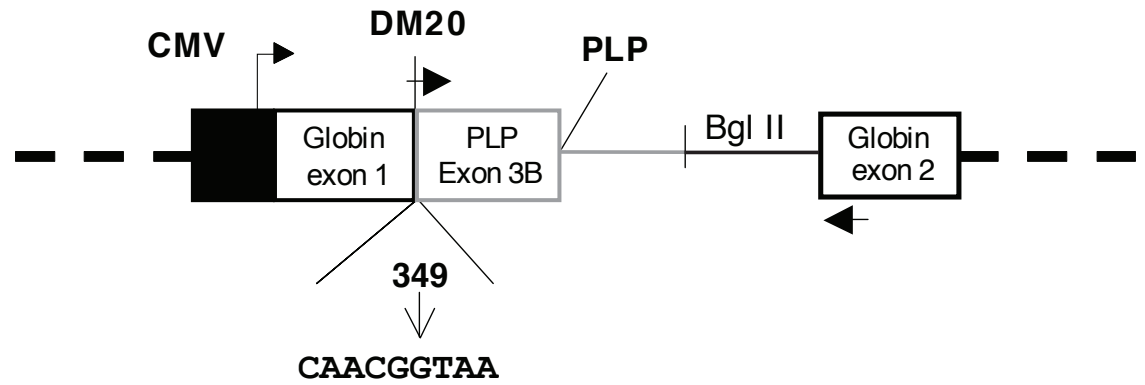 DM20
CMV
PLP
Bgl II
Globin
exon 1
PLP
Exon 3B
Globin
exon 2
349
CAACGGTAA